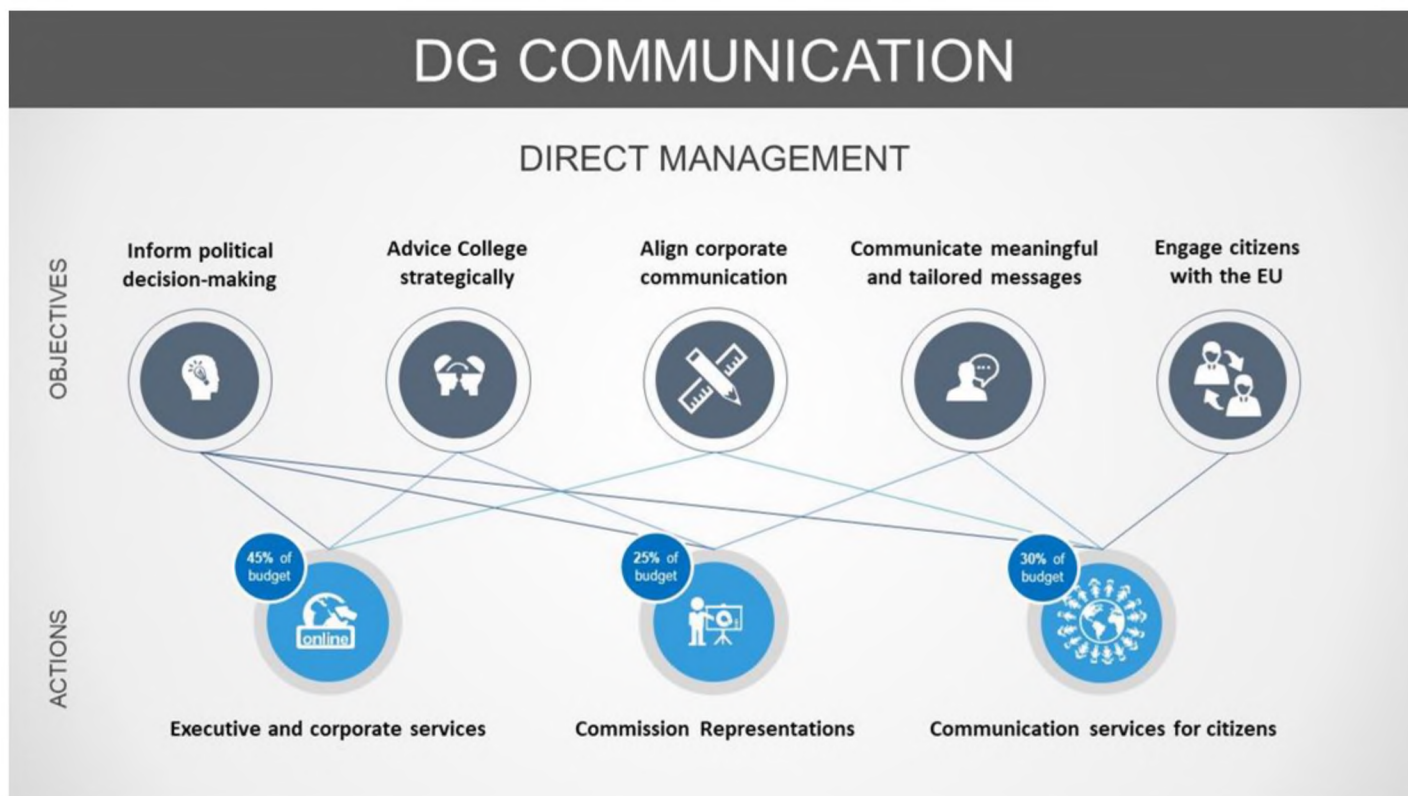 DG COMMUNICATION
DIRECT MANAGEMENT
OBJECTIVES
Inform political
decision-making
Advice College
strategically
Align corporate
communication
Communicate meaningful
and tailored messages
Engage citizens
with the EU
ACTIONS
45% of
budget
online
Executive and corporate services
25% of
budget
Commission Representations
30% of
budget
Communication services for citizens